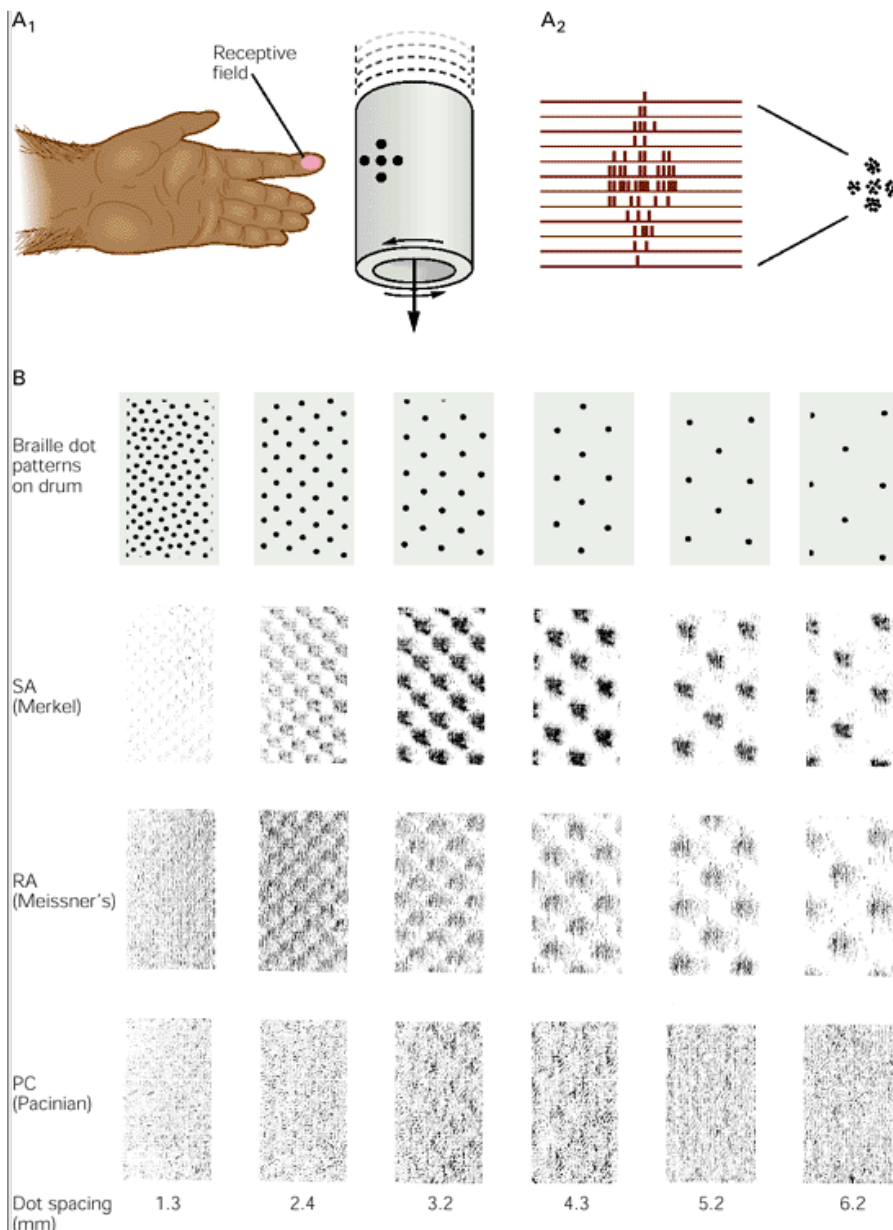 A1
A2
Receptive
field
B
Braille dot
patterns
on drum
SA
(Merkel)
RA
(Meissner's)
PC
(Pacinian)
Dot spacing 1.3 2.4 3.2 4.3 5.2 6.2
(mm)